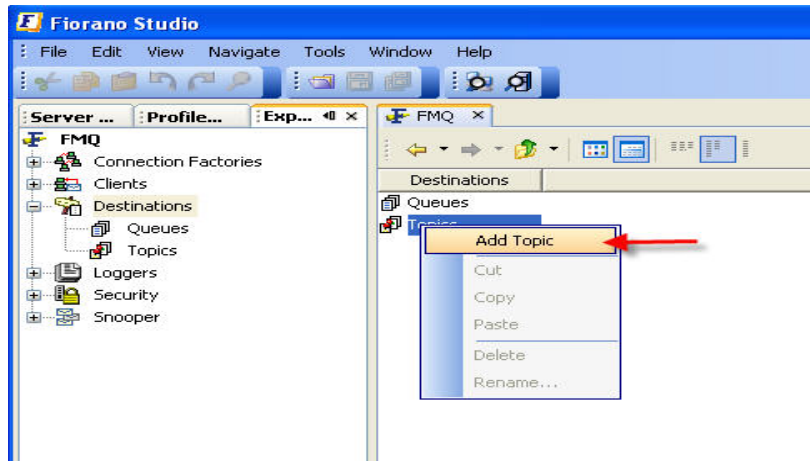 Fiorano Studio
File Edit View Navigate Tools Window Help
Server ... Profile... Exp...
FMQ
FMQ
Connection Factories
Clients
Destinations
Queues
Topics
Loggers
Security
Snooper
Destinations
Queues
Topics
Add Topic
Cut
Copy
Paste
Delete
Rename...